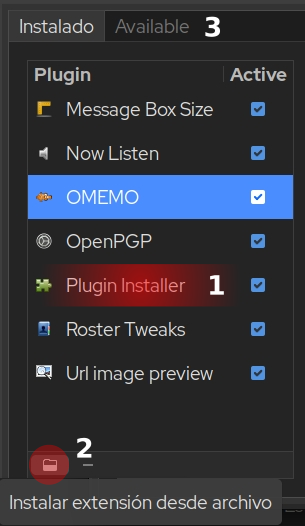 Instalado Available 3
Plugin Active
Message Box Size
Now Listen
OMEMO
OpenPGP
Plugin Installer 1
Roster Tweaks
Url image preview
2
Instalar extensión desde archivo